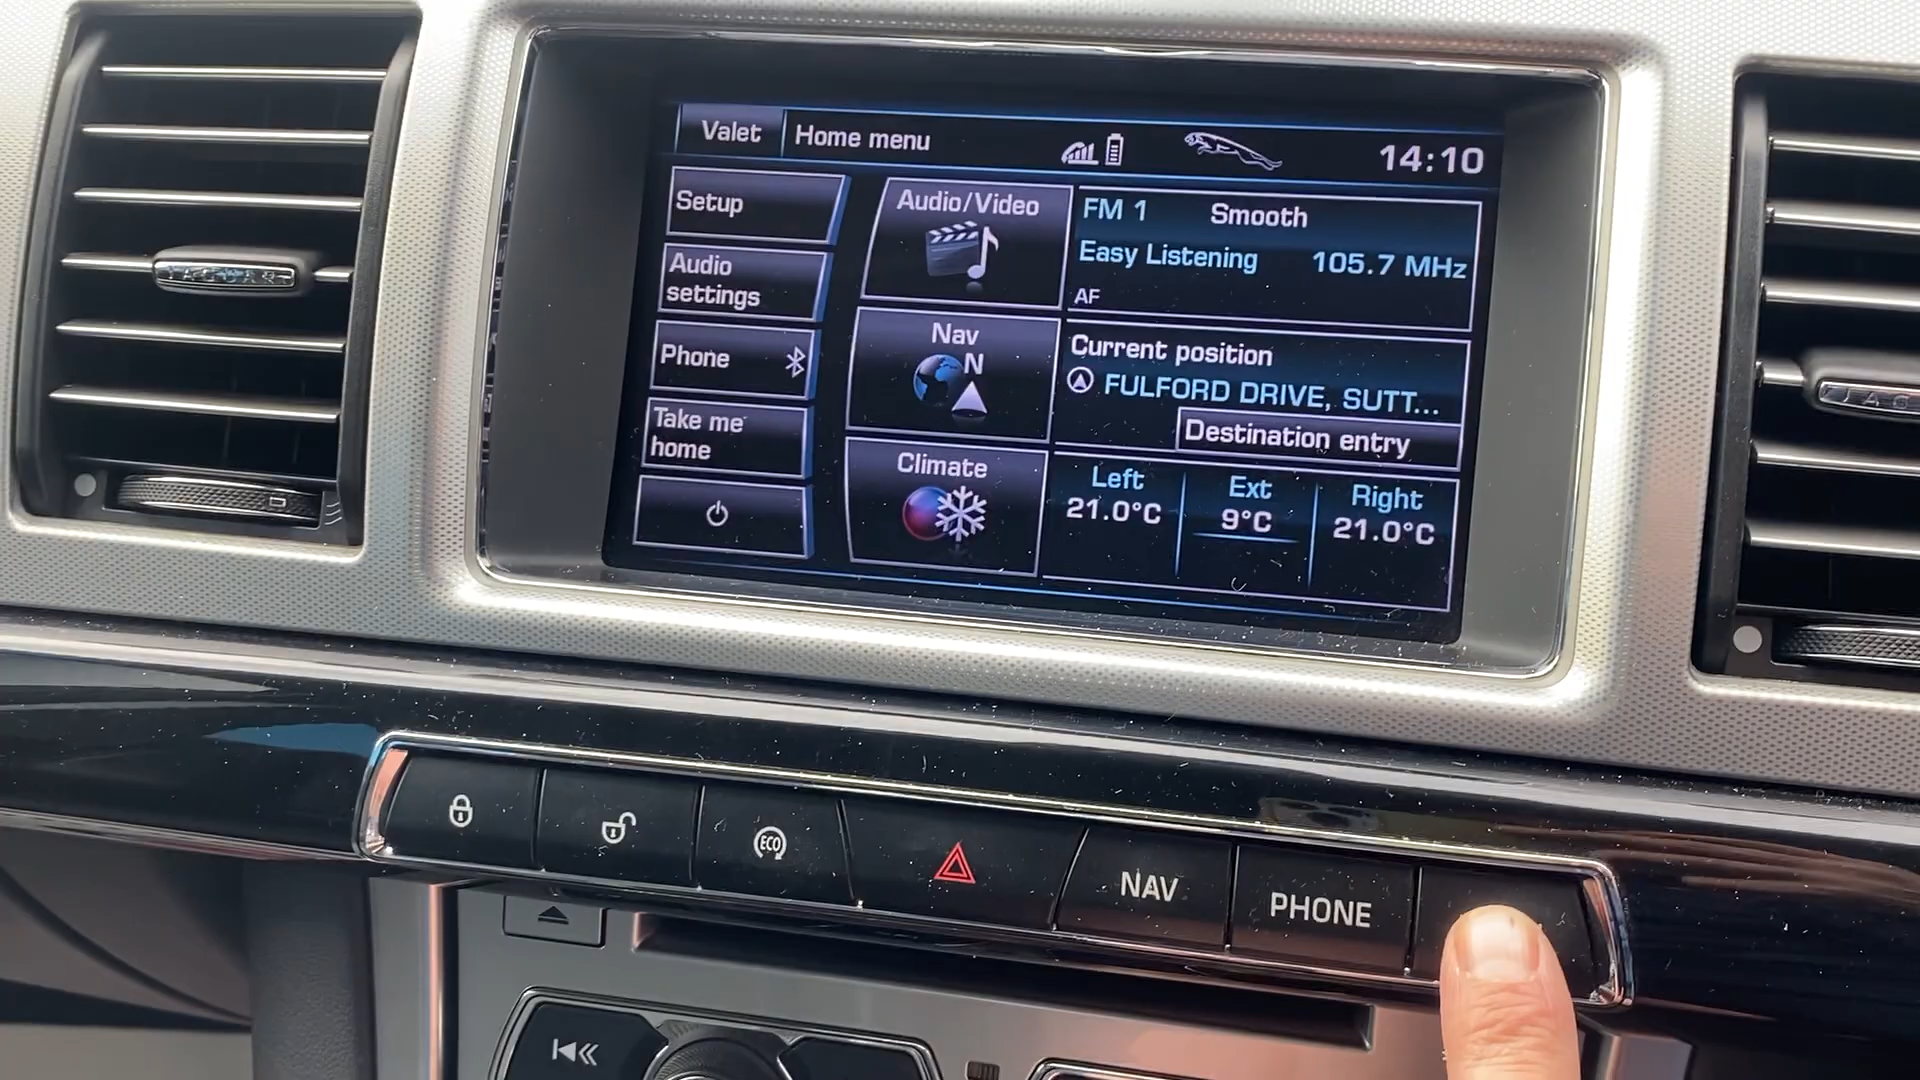 Valet
Home menu
14:10
Setup
Audio
settings
Phone
Take me
home
Audio/Video
Nav
N
Climate
FM 1
Smooth
Easy Listening
105.7 MHz
AF
Current position
FULFORD DRIVE, SUTT...
Destination entry
Left
21.0°C
Ext
9°C
Right
21.0°C
JAGUAR
JAG
ECO
NAV
PHONE